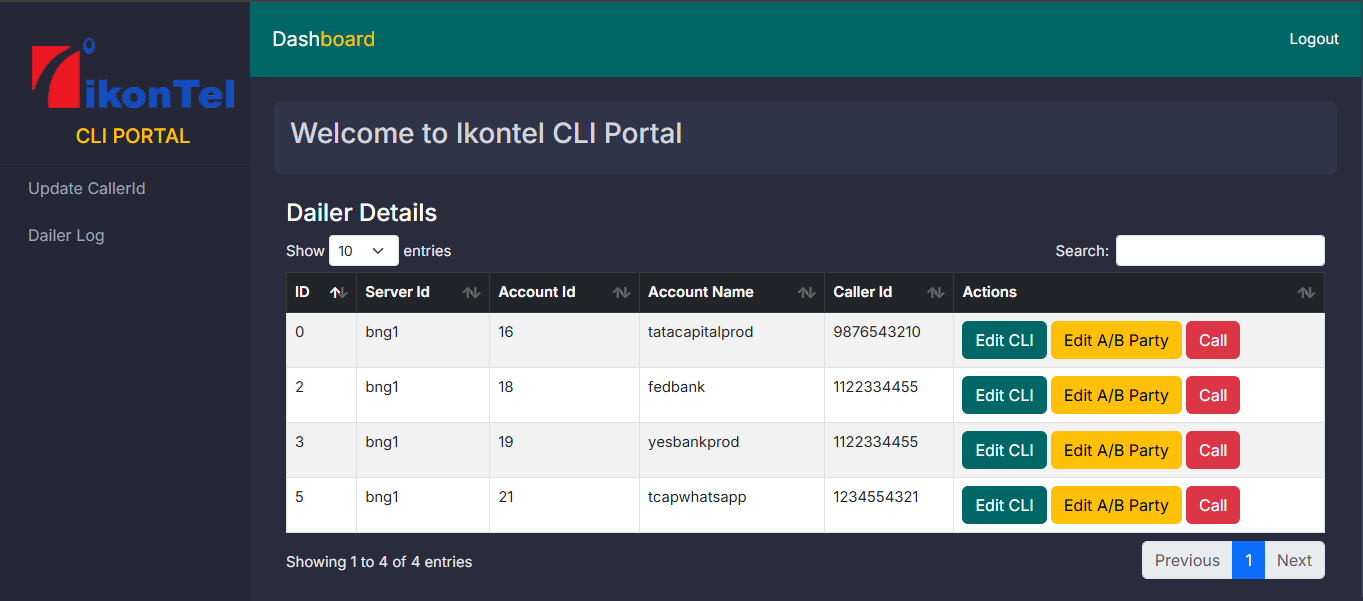 ikonTel
CLI PORTAL
Update CallerId
Dailer Log
Dashboard
Logout
Welcome to Ikontel CLI Portal
Dailer Details
Show 10 entries
Search:
ID Server Id Account Id Account Name Caller Id Actions
0 bng1 16 tatacapitalprod 9876543210 Edit CLI Edit A/B Party Call
2 bng1 18 fedbank 1122334455 Edit CLI Edit A/B Party Call
3 bng1 19 yesbankprod 1122334455 Edit CLI Edit A/B Party Call
5 bng1 21 tcapwhatsapp 1234554321 Edit CLI Edit A/B Party Call
Showing 1 to 4 of 4 entries
Previous 1 Next